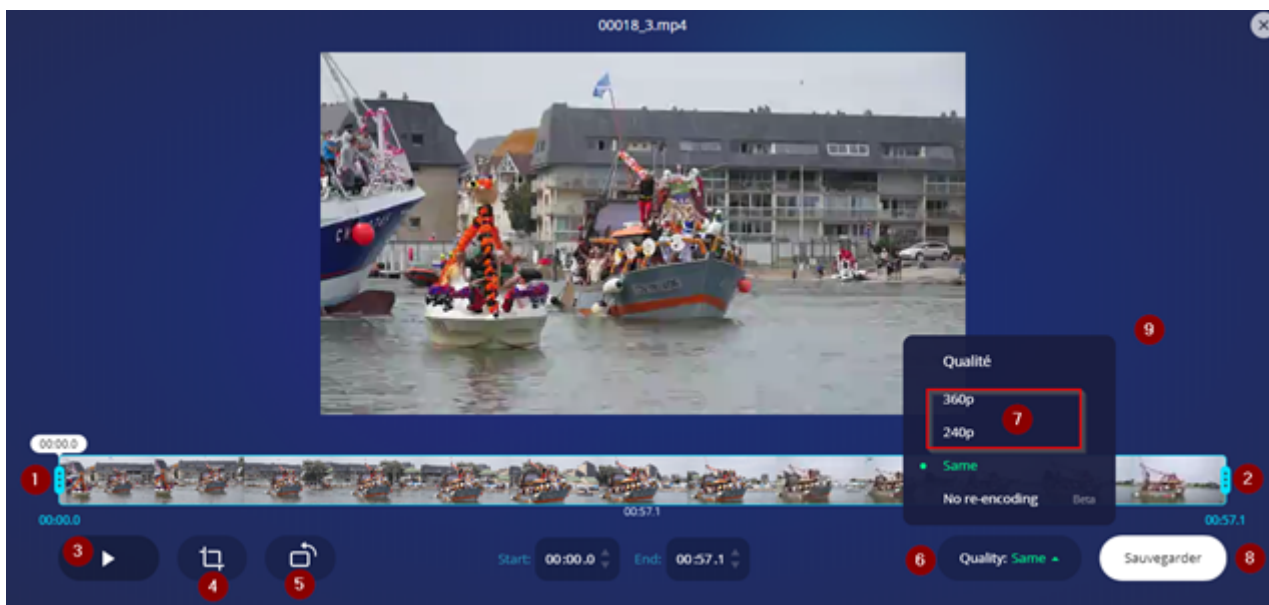 00018_3.mp4
9
Qualité
360p
7
240p
00:00.0
Same
1
2
No re-encoding Beta
00:57.1
00:00.0
00:57.1
3
Start: 00:00.0 End: 00:57.1
6
Quality: Same
Sauvegarder
8
4
5